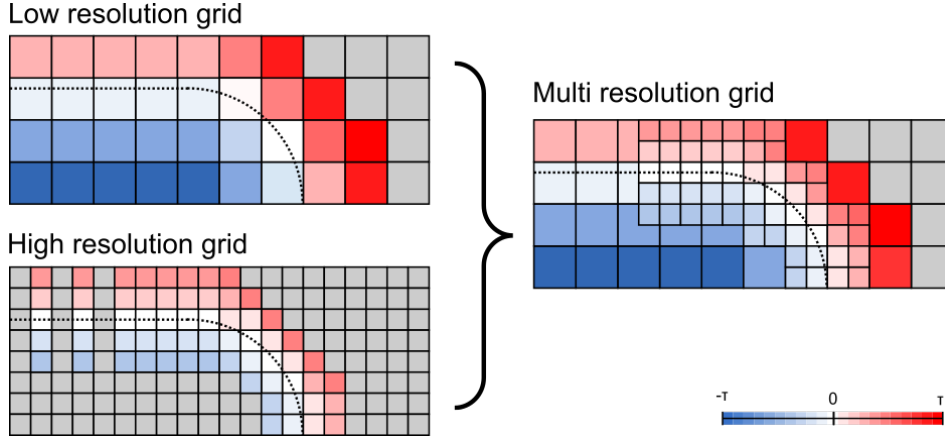 Low resolution grid
Multi resolution grid
High resolution grid
-τ 0 τ